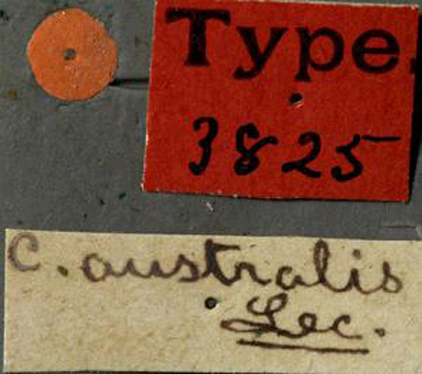 Type.
3825
C. australis
Lec.